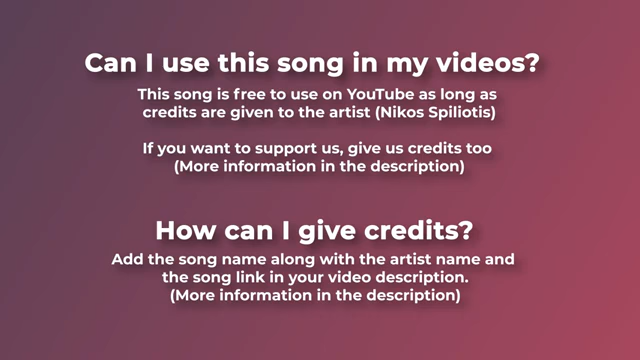 Can I use this song in my videos?
This song is free to use on YouTube as long as
credits are given to the artist (Nikos Spiliotis)
If you want to support us, give us credits too
(More information in the description)
How can I give credits?
Add the song name along with the artist name and
the song link in your video description.
(More information in the description)